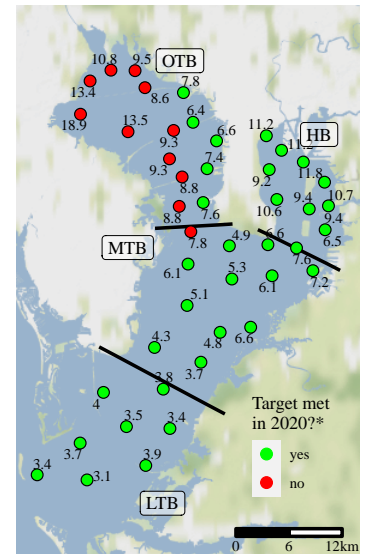 10.8 9.5
OTB
13.4 7.8
8.6
18.9 6.4
13.5 6.6
11.2 HB
9.3 11.2
9.3 7.4 9.2 11.8
8.8
8.8 7.6 10.6 9.4 10.7
9.4
MTB 7.8 4.9 6.6 6.5
7.6
6.1 5.3 6.1 7.2
5.1
4.3 4.8 6.6
3.7
3.8
4
Target met
in 2020?*
3.5 3.4
yes
3.7
no
3.4 3.1 3.9
LTB
0 6 12km